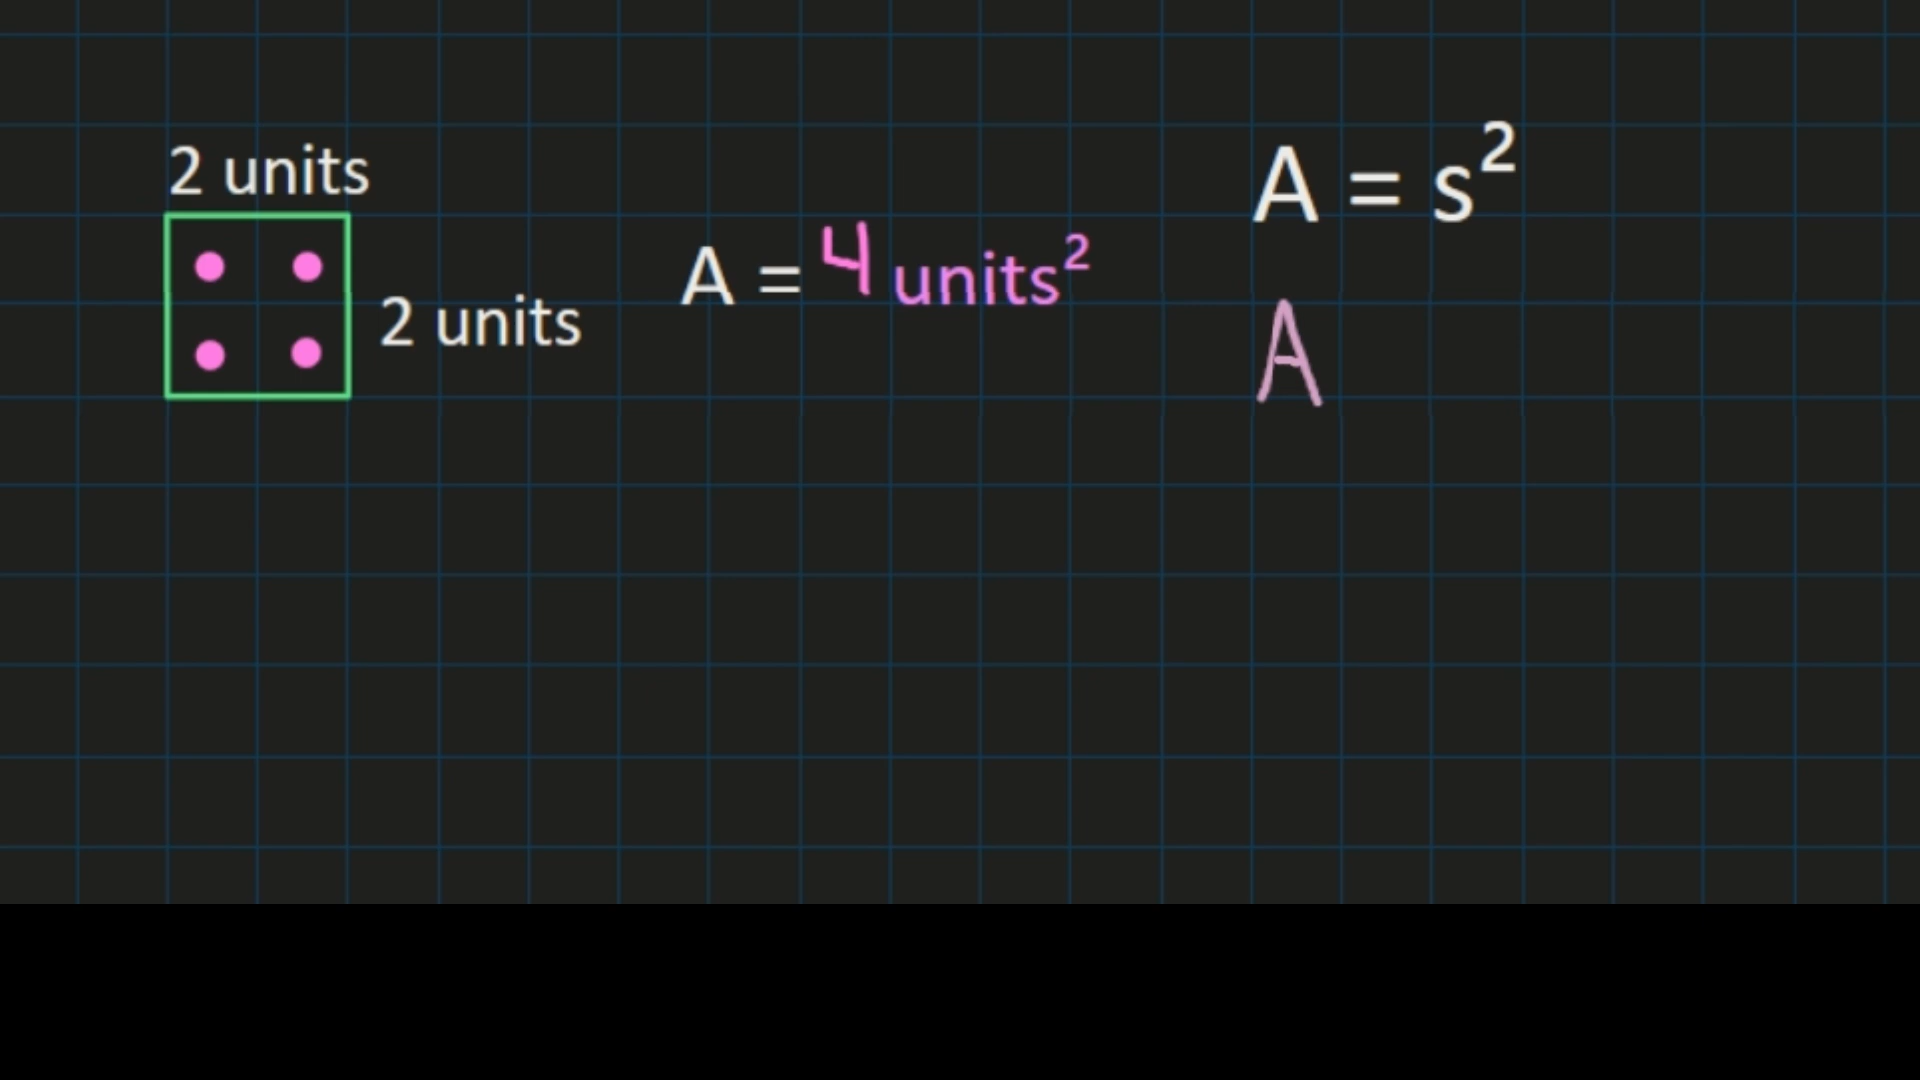 2 units
2 units
A = 4 units²
A = s²
A